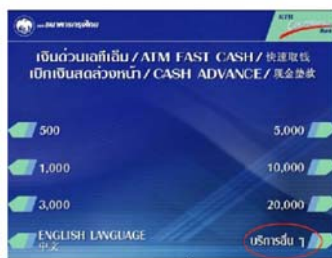 ธนาคารกรุงไทย
ATM
เงินด่วนเอทีเอ็ม/ATM FAST CASH/快速取钱
เบิกเงินสดล่วงหน้า/CASH ADVANCE/现金垫款
500
5,000
1,000
10,000
3,000
20,000
ENGLISH LANGUAGE
中文
บริการอื่น ๆ